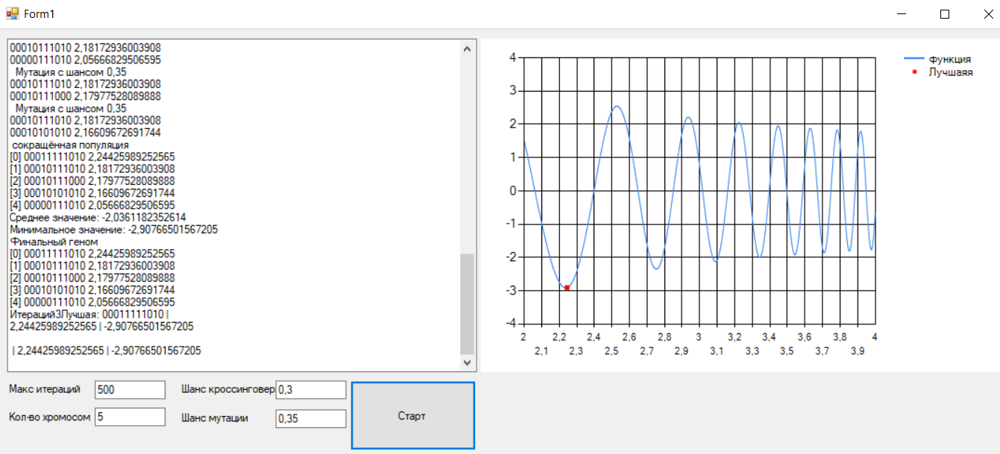 Form1
00010111010 2,18172936003908
00000111010 2,05666829506595
Мутация с шансом 0,35
00010111010 2,18172936003908
00010111000 2,17977528089888
Мутация с шансом 0,35
00010111010 2,18172936003908
00010101010 2,16609672691744
сокращённая популяция
[0] 00011111010 2,24425989252565
[1] 00010111010 2,18172936003908
[2] 00010111000 2,17977528089888
[3] 00010101010 2,16609672691744
[4] 00000111010 2,05666829506595
Среднее значение: -2,0361182352614
Минимальное значение: -2,90766501567205
Финальный геном
[0] 00011111010 2,24425989252565
[1] 00010111010 2,18172936003908
[2] 00010111000 2,17977528089888
[3] 00010101010 2,16609672691744
[4] 00000111010 2,05666829506595
Итераций3Лучшая: 00011111010 |
2,24425989252565 | -2,90766501567205
| 2,24425989252565 | -2,90766501567205
4
3
2
1
0
-1
-2
-3
-4
2 2,2 2,4 2,6 2,8 3 3,2 3,4 3,6 3,8 4
2,1 2,3 2,5 2,7 2,9 3,1 3,3 3,5 3,7 3,9
функция
Лучшаяя
Макс итераций 500 Шанс кроссинговер 0,3
Кол-во хромосом 5 Шанс мутации 0,35
Старт